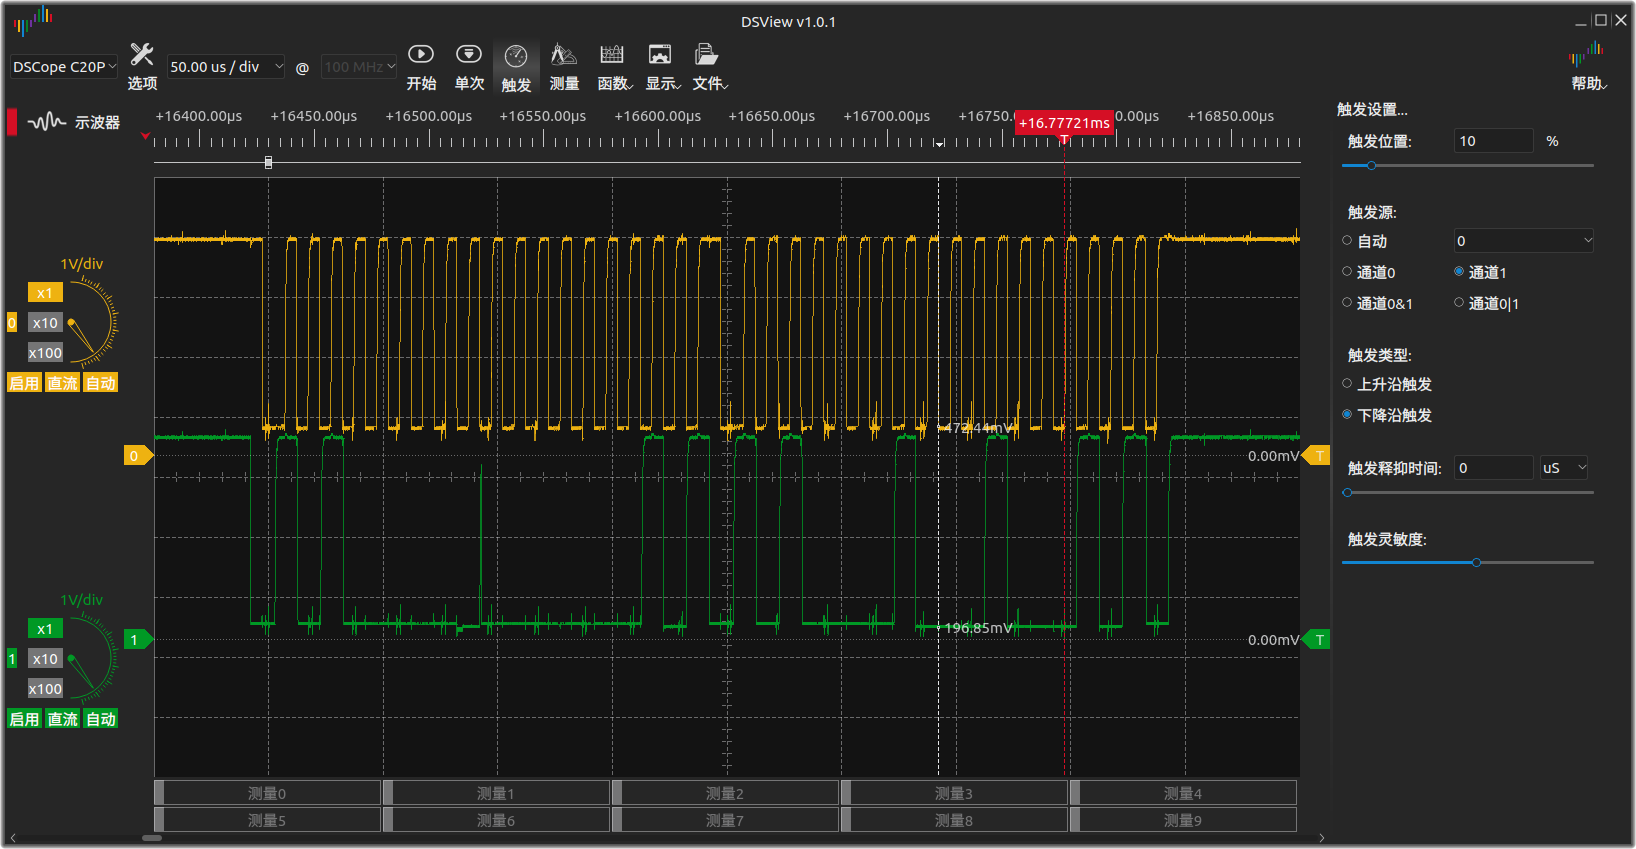 DSView v1.0.1
DSCope C20P
选项
50.00 us / div
@
100 MHz
开始
单次
触发
测量
函数
显示
文件
帮助
示波器
+16400.00μs
+16450.00μs
+16500.00μs
+16550.00μs
+16600.00μs
+16650.00μs
+16700.00μs
+16750.
+16.77721ms
0.00μs
+16850.00μs
T
1V/div
x1
0
x10
x100
启用
直流
自动
0
472.44mV
0.00mV
T
1V/div
x1
1
x10
x100
启用
直流
自动
1
196.85mV
0.00mV
T
测量0
测量1
测量2
测量3
测量4
测量5
测量6
测量7
测量8
测量9
触发设置...
触发位置:
10
%
触发源:
自动
0
通道0
通道1
通道0&1
通道0|1
触发类型:
上升沿触发
下降沿触发
触发释抑时间:
0
uS
触发灵敏度: